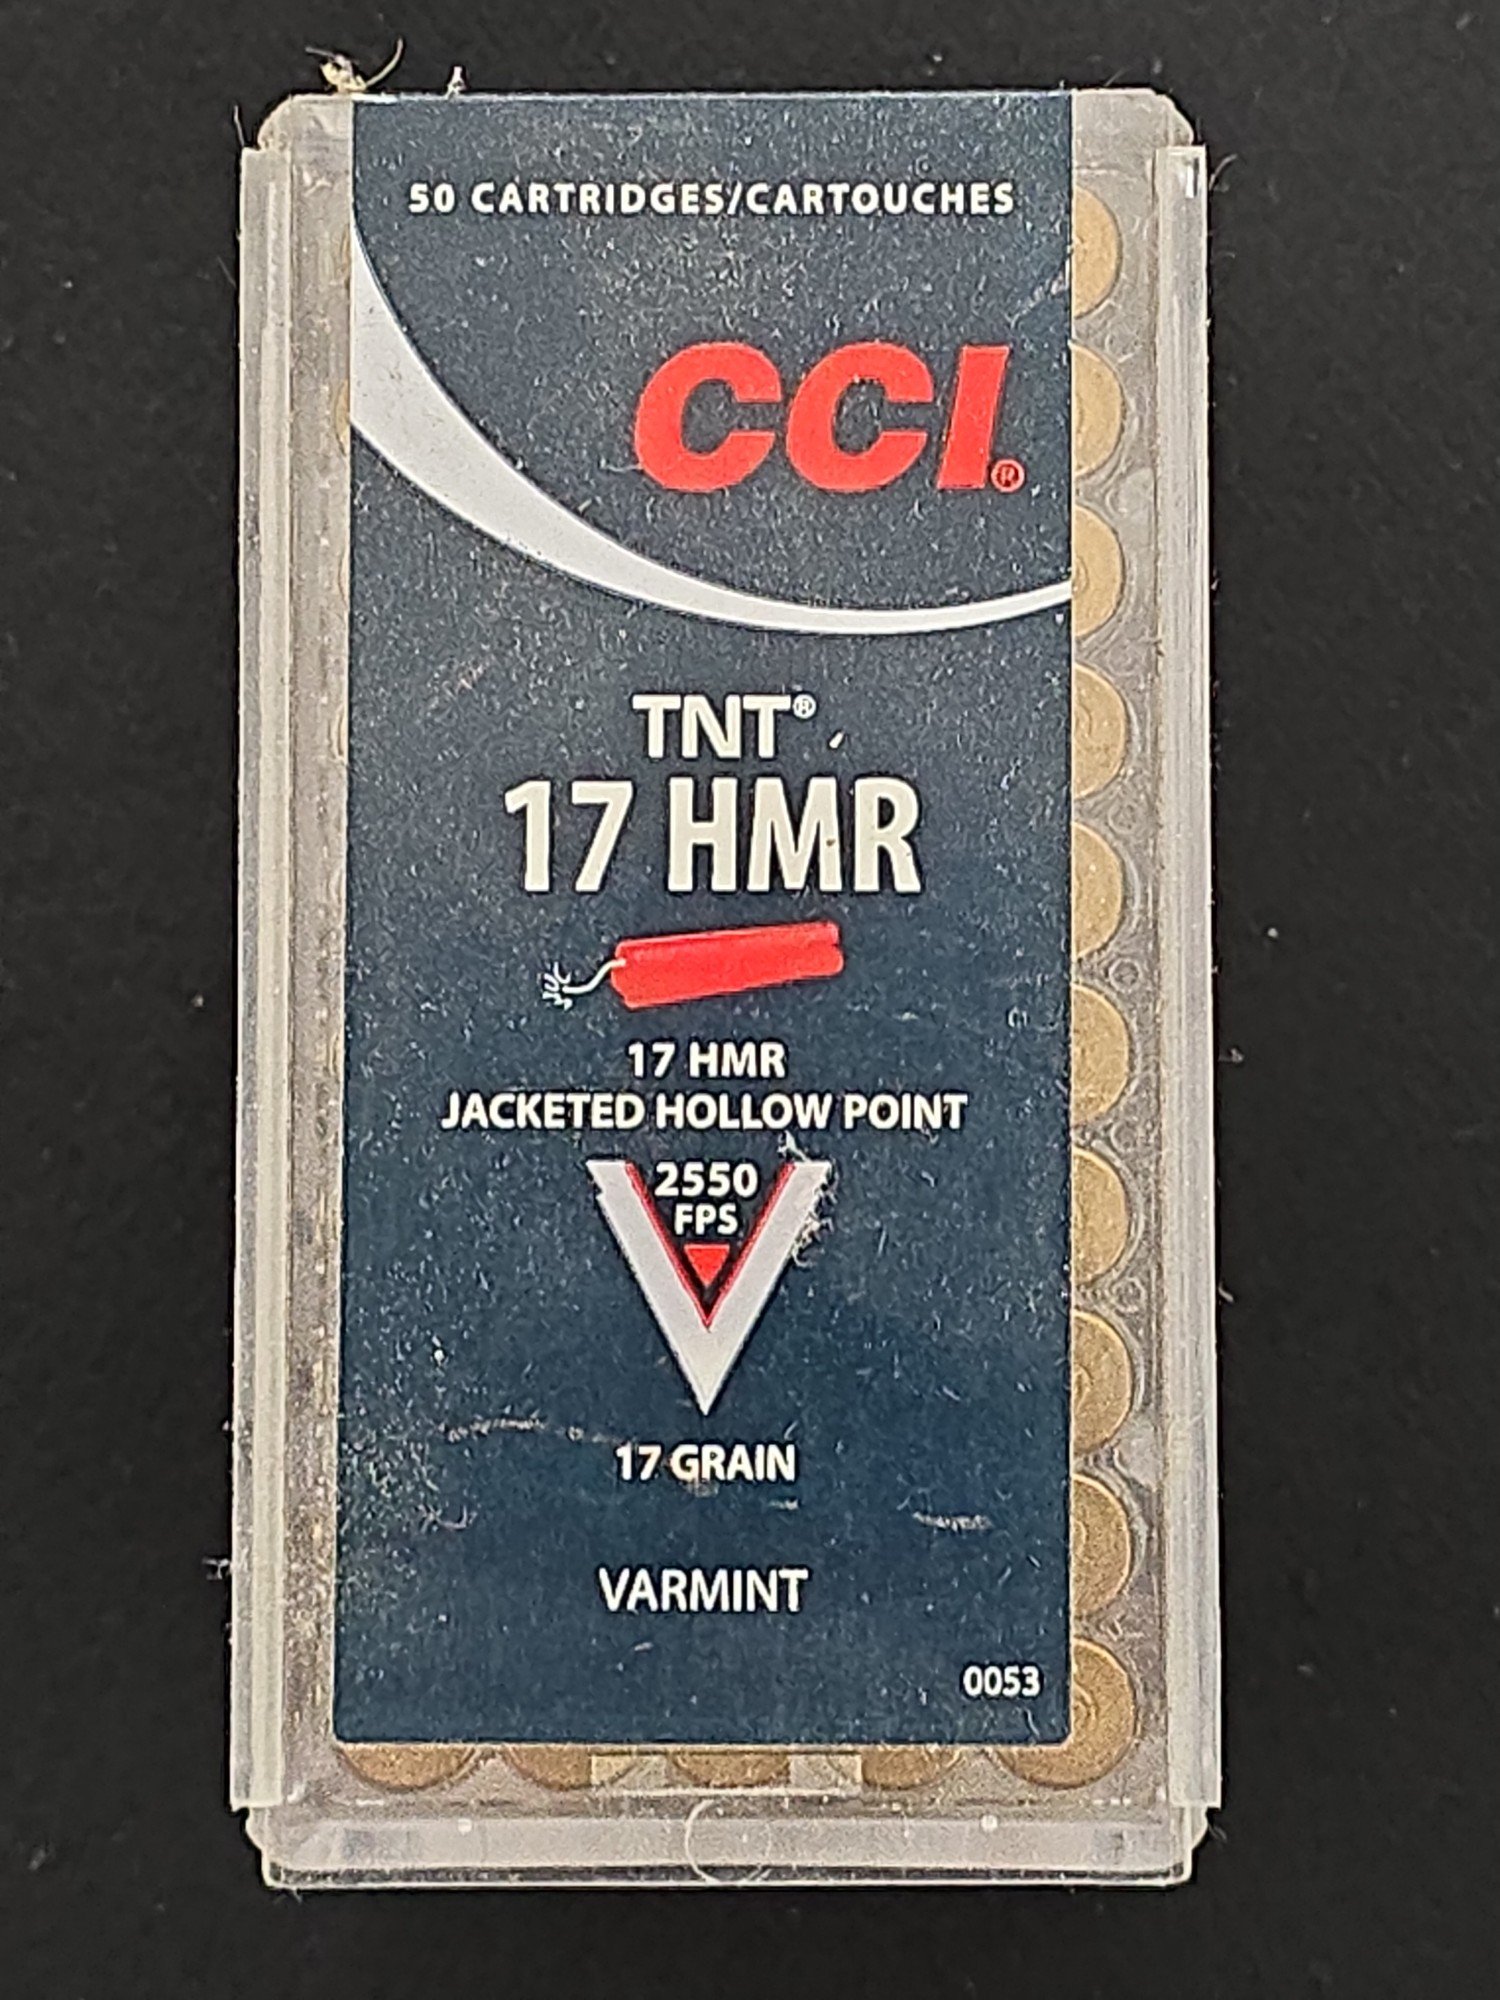 50 CARTRIDGES/CARTOUCHES
CCI®
TNT®
17 HMR
17 HMR
JACKETED HOLLOW POINT
2550
FPS
17 GRAIN
VARMINT
0053